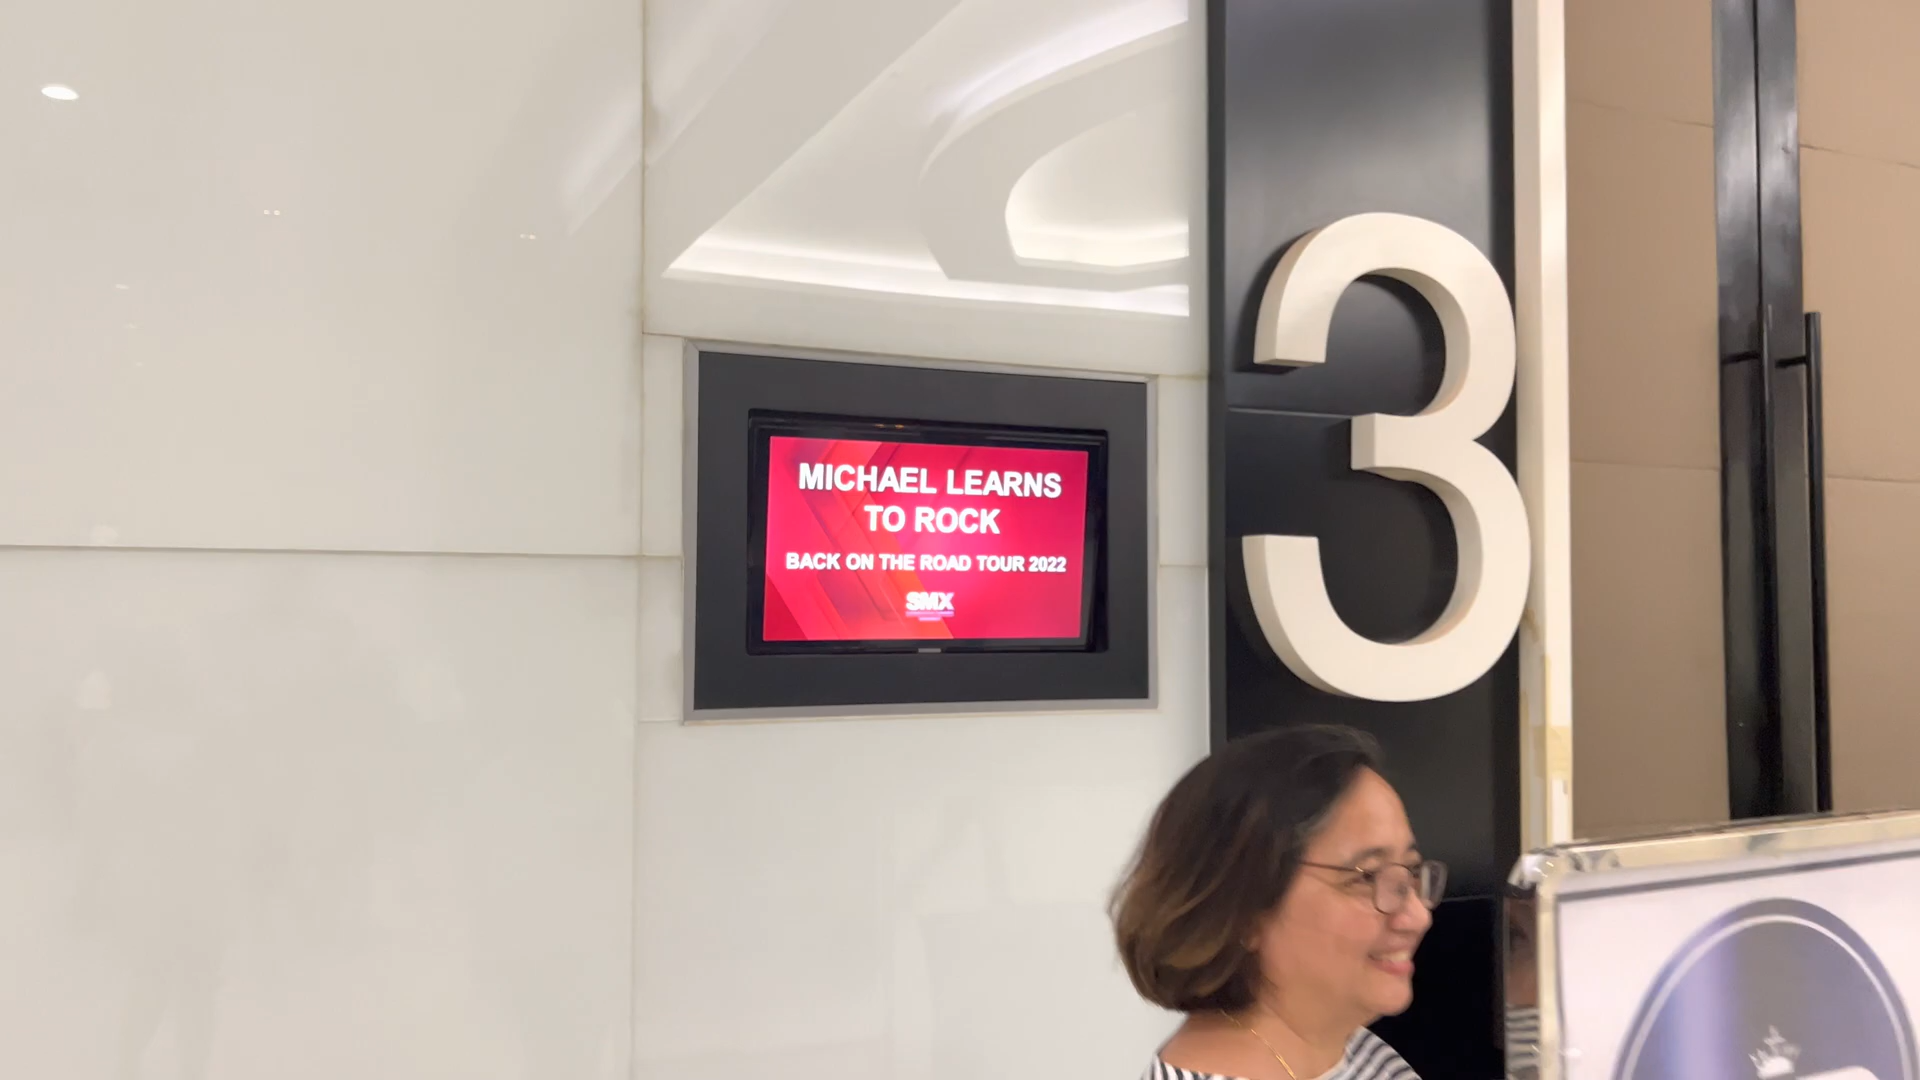 MICHAEL LEARNS
TO ROCK
BACK ON THE ROAD TOUR 2022
SMX
3